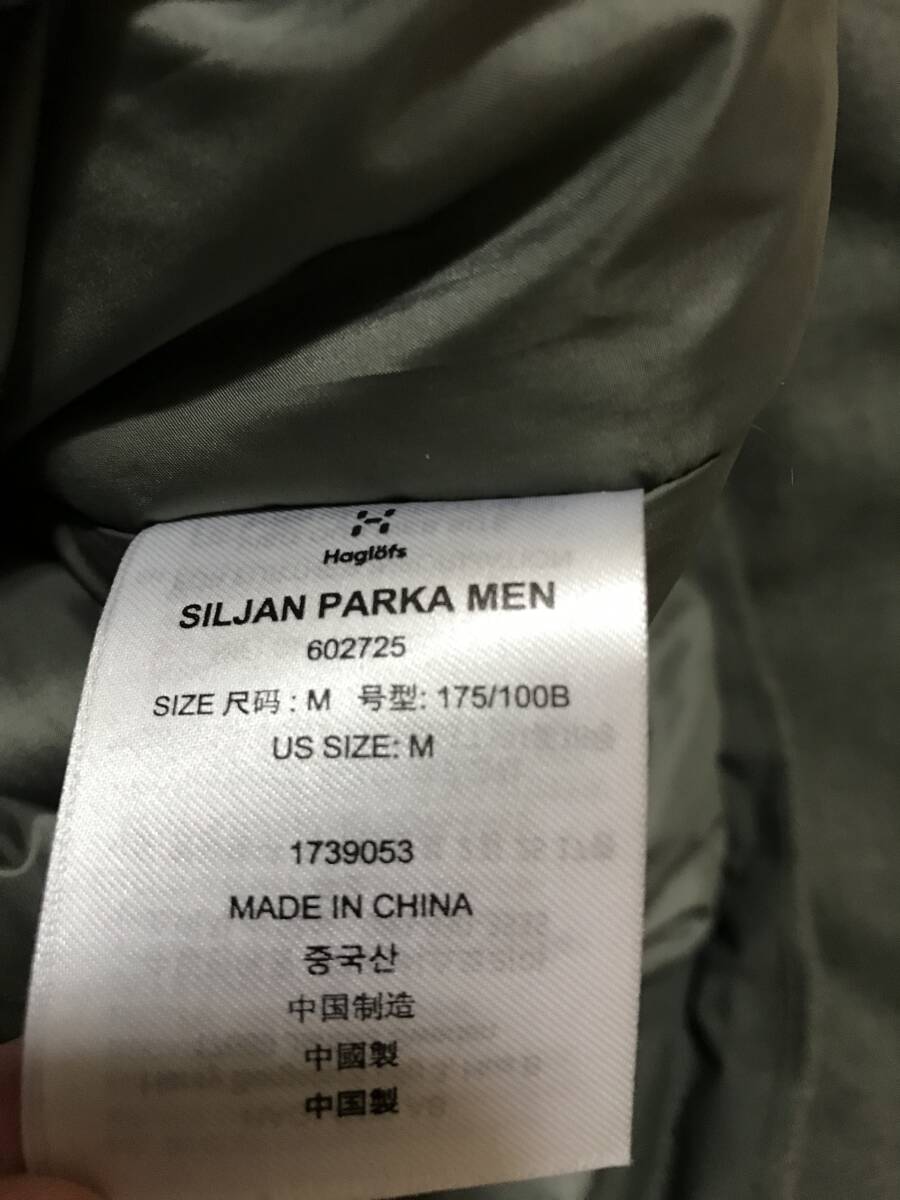 Haglöfs
SILJAN PARKA MEN
602725
SIZE 尺码 : M 号型: 175/100B
US SIZE: M
1739053
MADE IN CHINA
중국산
中国制造
中國製
中国製